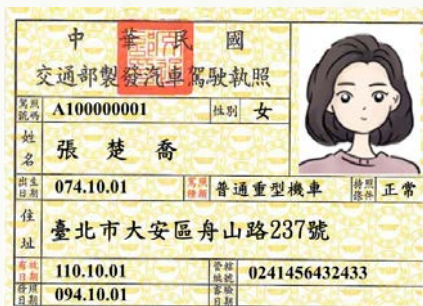 中華民國
交通部製發汽車駕駛執照
駕照號碼 A100000001 性別 女
姓名 張楚喬
出生日期 074.10.01 駕照種類 普通重型機車 持照條件 正常
住址 臺北市大安區舟山路237號
有效日期 110.10.01 管轄編號 0241456432433
發照日期 094.10.01 審驗日期